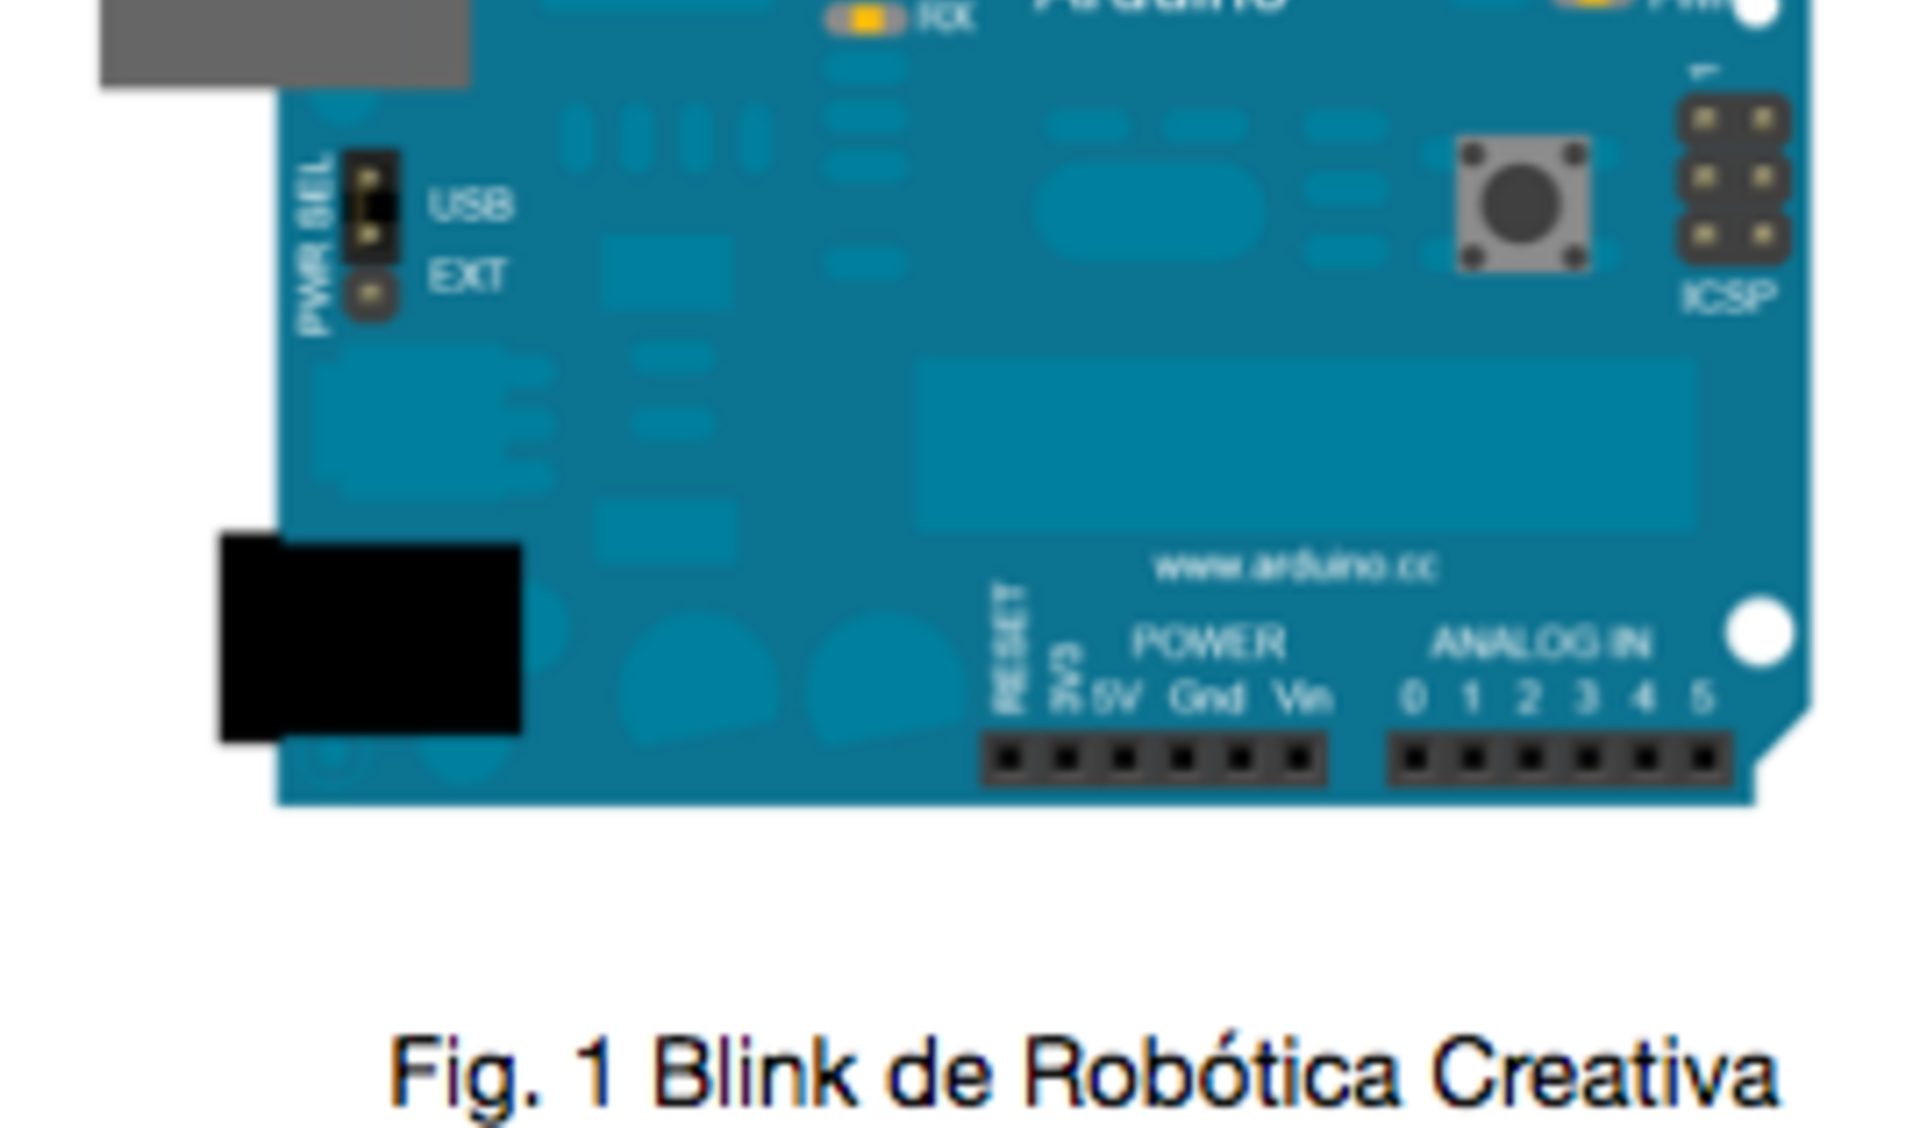 RX
Arduino
1
PWR SEL
USB
EXT
ICSP
www.arduino.cc
RESET
3V3
POWER
ANALOG IN
5V Gnd Vin
0 1 2 3 4 5
Fig. 1 Blink de Robótica Creativa